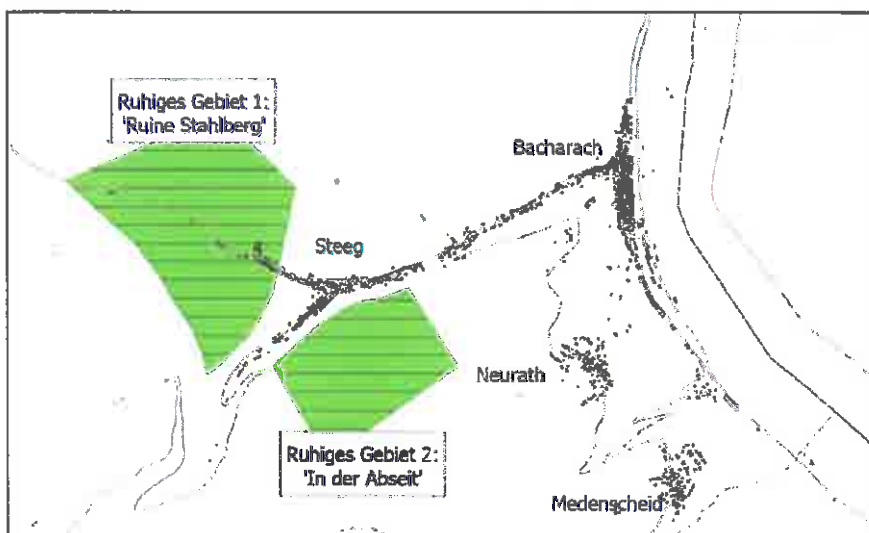 Ruhiges Gebiet 1:
'Ruine Stahlberg'
Bacharach
Steeg
Neurath
Ruhiges Gebiet 2:
'In der Abseit'
Medenscheid